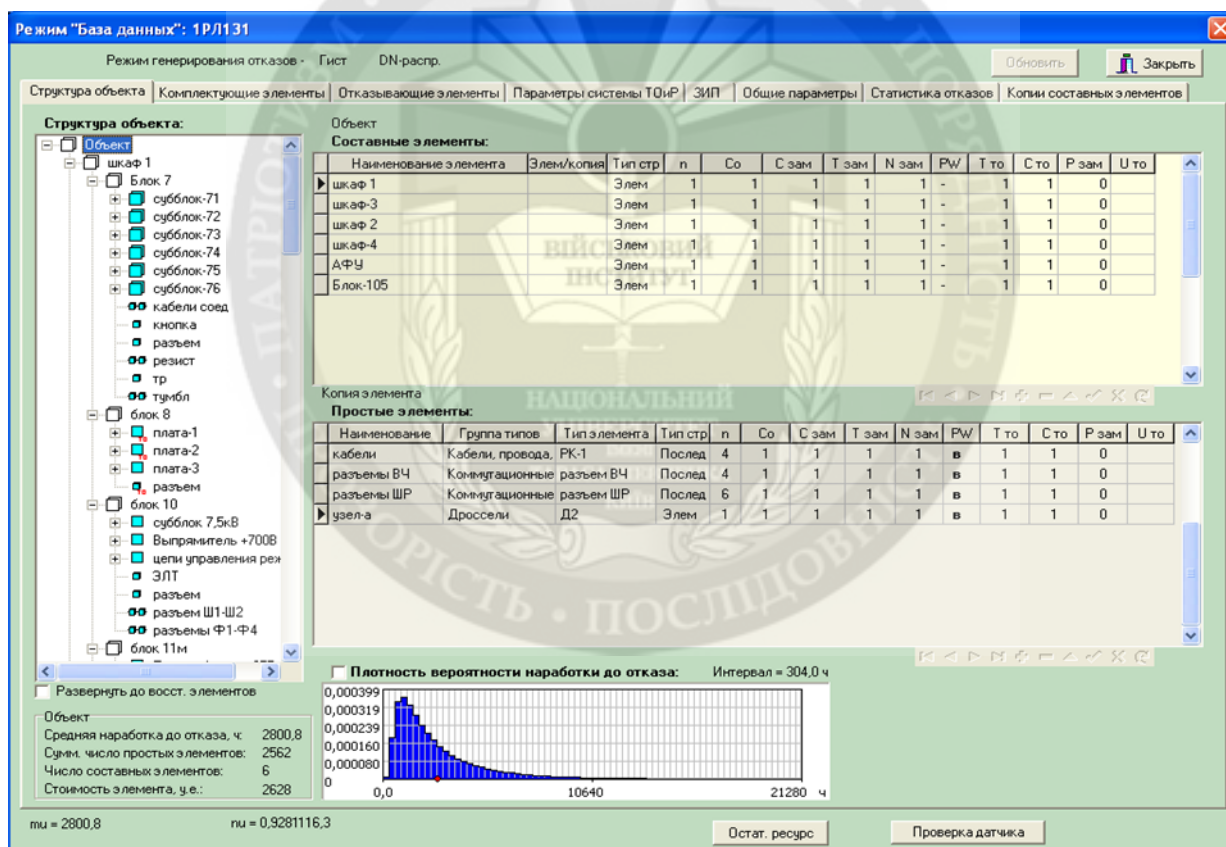 Режим "База данных": 1РЛ131
Режим генерирования отказов - Гист DN-распр.
Обновить Закрыть
Структура объекта Комплектующие элементы Отказывающие элементы Параметры системы ТОиР ЗИП Общие параметры Статистика отказов Копии составных элементов
Структура объекта:
Объект
шкаф 1
Блок 7
субблок-71
субблок-72
субблок-73
субблок-74
субблок-75
субблок-76
кабели соед
кнопка
разъем
резист
тр
тумбл
блок 8
плата-1
плата-2
плата-3
разъем
блок 10
субблок 7,5кВ
Выпрямитель +700В
цепи управления реж
ЭЛТ
разъем
разъем Ш1-Ш2
разъемы Ф1-Ф4
блок 11м
Развернуть до восст. элементов
Объект
Средняя наработка до отказа, ч: 2800,8
Сумм. число простых элементов: 2562
Число составных элементов: 6
Стоимость элемента, у.е.: 2628
Объект
Составные элементы:
Наименование элемента Элем/копия Тип стр n Со С зам Т зам N зам PW Т то С то Р зам U то
шкаф 1 Элем 1 1 1 1 1 - 1 1 0
шкаф-3 Элем 1 1 1 1 1 - 1 1 0
шкаф 2 Элем 1 1 1 1 1 - 1 1 0
шкаф-4 Элем 1 1 1 1 1 - 1 1 0
АФУ Элем 1 1 1 1 1 - 1 1 0
Блок-105 Элем 1 1 1 1 1 - 1 1 0
Копия элемента
Простые элементы:
Наименование Группа типов Тип элемента Тип стр n Со С зам Т зам N зам PW Т то С то Р зам U то
кабели Кабели, провода, РК-1 Послед 4 1 1 1 1 в 1 1 0
разъемы ВЧ Коммутационные разъем ВЧ Послед 4 1 1 1 1 в 1 1 0
разъемы ШР Коммутационные разъем ШР Послед 6 1 1 1 1 в 1 1 0
узел-а Дроссели Д2 Элем 1 1 1 1 1 в 1 1 0
Плотность вероятности наработки до отказа: Интервал = 304,0 ч
0,000399
0,000319
0,000239
0,000160
0,000080
0
0,0 10640 21280 ч
mu = 2800,8 nu = 0,9281116,3
Остат. ресурс Проверка датчика
ВІЙСЬКОВИЙ
ІНСТИТУТ
НАЦІОНАЛЬНИЙ